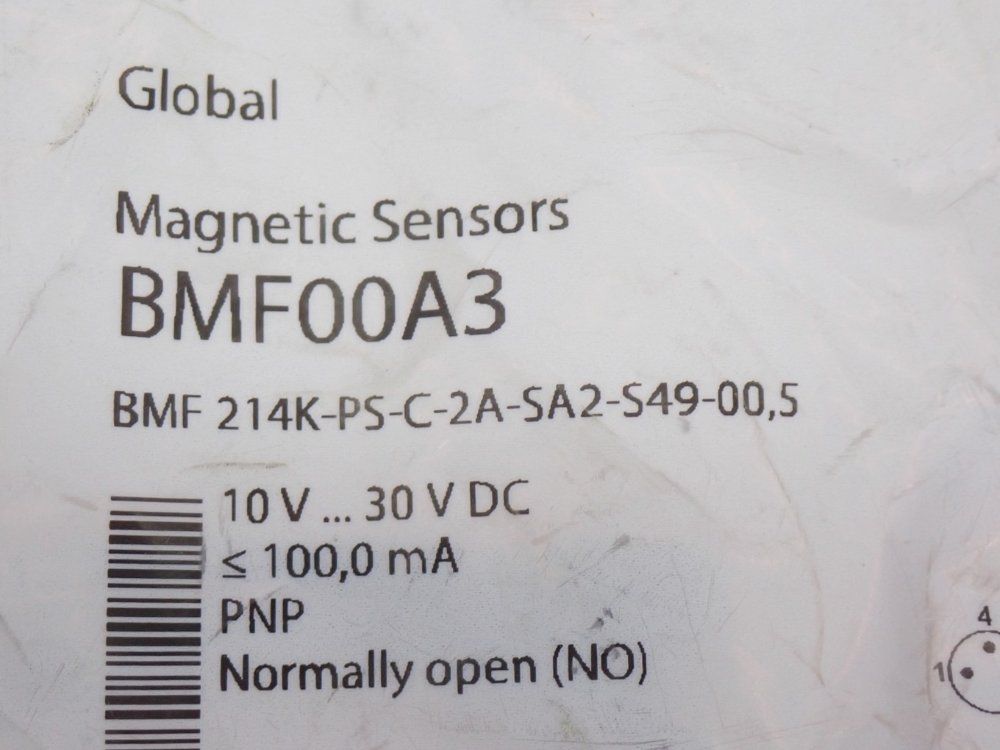 Global
Magnetic Sensors
BMF00A3
BMF 214K-PS-C-2A-SA2-S49-00,5
10 V ... 30 V DC
≤ 100,0 mA
PNP
Normally open (NO)
4
1